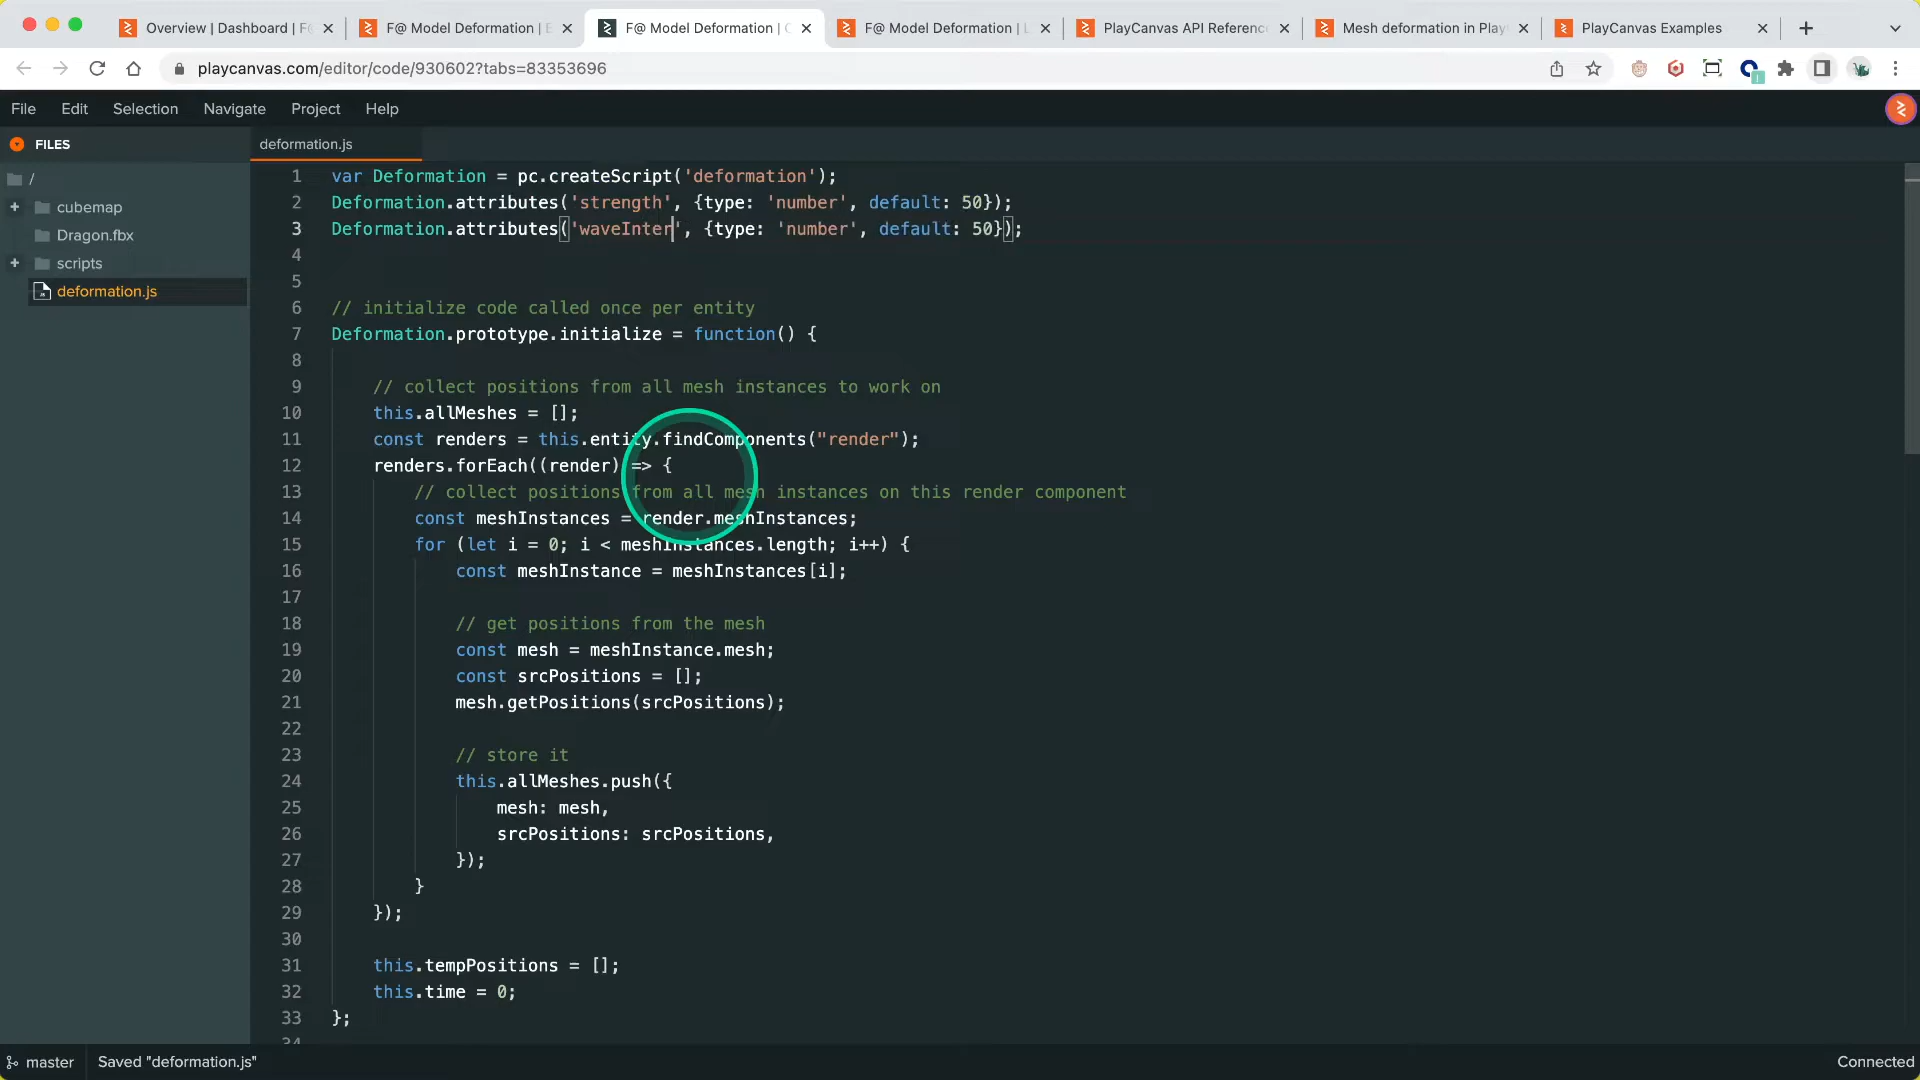 Overview | Dashboard | F
F@ Model Deformation | E
F@ Model Deformation | C
F@ Model Deformation | L
PlayCanvas API Referenc
Mesh deformation in Play
PlayCanvas Examples
playcanvas.com/editor/code/930602?tabs=83353696
File Edit Selection Navigate Project Help
FILES
/
cubemap
Dragon.fbx
scripts
deformation.js
deformation.js
1 var Deformation = pc.createScript('deformation');
2 Deformation.attributes('strength', {type: 'number', default: 50});
3 Deformation.attributes('waveInter', {type: 'number', default: 50});
4
5
6 // initialize code called once per entity
7 Deformation.prototype.initialize = function() {
8
9 // collect positions from all mesh instances to work on
10 this.allMeshes = [];
11 const renders = this.entity.findComponents("render");
12 renders.forEach((render) => {
13 // collect positions from all mesh instances on this render component
14 const meshInstances = render.meshInstances;
15 for (let i = 0; i < meshInstances.length; i++) {
16 const meshInstance = meshInstances[i];
17
18 // get positions from the mesh
19 const mesh = meshInstance.mesh;
20 const srcPositions = [];
21 mesh.getPositions(srcPositions);
22
23 // store it
24 this.allMeshes.push({
25 mesh: mesh,
26 srcPositions: srcPositions,
27 });
28 }
29 });
30
31 this.tempPositions = [];
32 this.time = 0;
33 };
34
master Saved "deformation.js" Connected